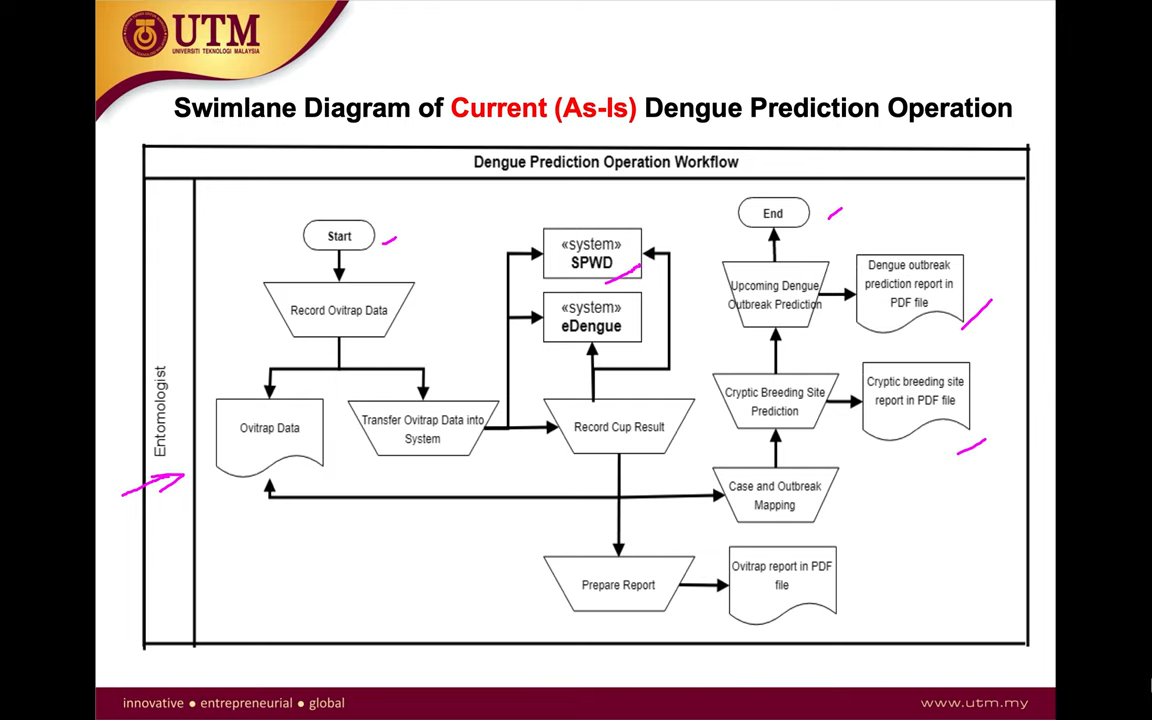 UTM
UNIVERSITI TEKNOLOGI MALAYSIA
Swimlane Diagram of Current (As-Is) Dengue Prediction Operation
Dengue Prediction Operation Workflow
Entomologist
Start
Record Ovitrap Data
Ovitrap Data
Transfer Ovitrap Data into
System
«system»
SPWD
«system»
eDengue
Record Cup Result
Prepare Report
Ovitrap report in PDF
file
Case and Outbreak
Mapping
Cryptic Breeding Site
Prediction
Cryptic breeding site
report in PDF file
Upcoming Dengue
Outbreak Prediction
Dengue outbreak
prediction report in
PDF file
End
innovative ● entrepreneurial ● global
www.utm.my